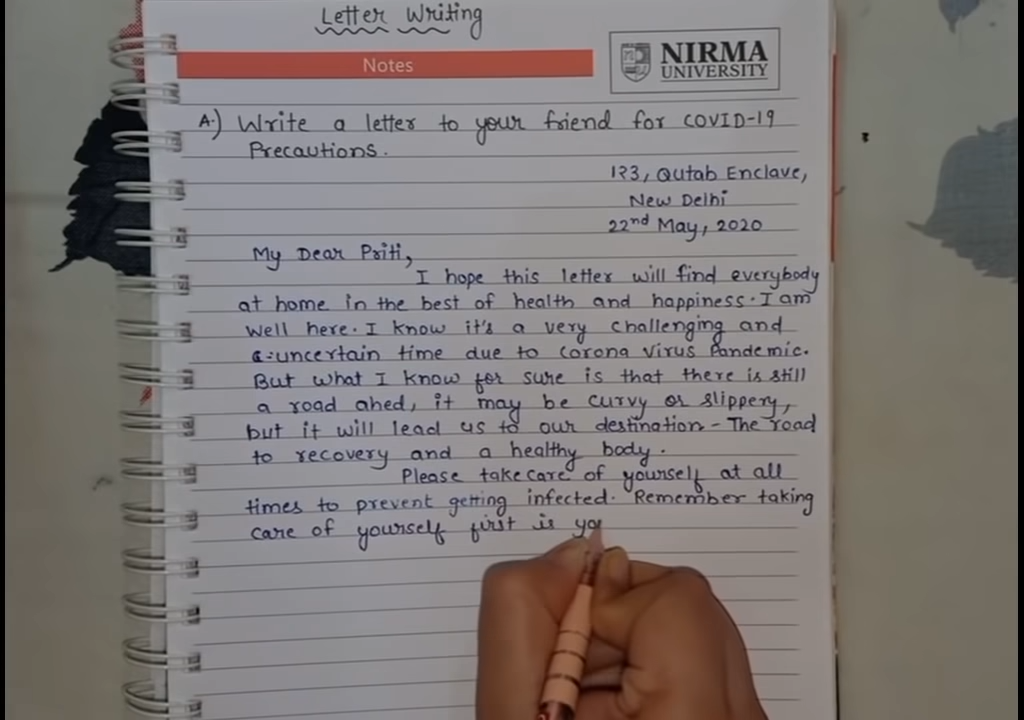 Letter Writing
Notes
NIRMA
UNIVERSITY
A.) Write a letter to your friend for COVID-19
Precautions.
123, Qutab Enclave,
New Delhi
22nd May, 2020
My Dear Priti,
I hope this letter will find everybody
at home in the best of health and happiness. I am
well here. I know it's a very challenging and
uncertain time due to corona virus Pandemic.
But what I know for sure is that there is still
a road ahed, it may be curvy or slippery,
but it will lead us to our destination - The road
to recovery and a healthy body.
Please take care of yourself at all
times to prevent getting infected. Remember taking
care of yourself first is yo